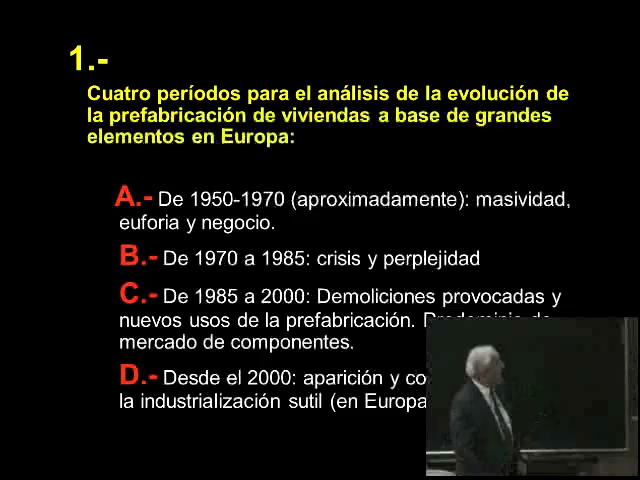 1.-
Cuatro períodos para el análisis de la evolución de
la prefabricación de viviendas a base de grandes
elementos en Europa:
A.- De 1950-1970 (aproximadamente): masividad,
euforia y negocio.
B.- De 1970 a 1985: crisis y perplejidad
C.- De 1985 a 2000: Demoliciones provocadas y
nuevos usos de la prefabricación.
mercado de componentes.
D.- Desde el 2000: aparición y
la industrialización sutil (en Europa